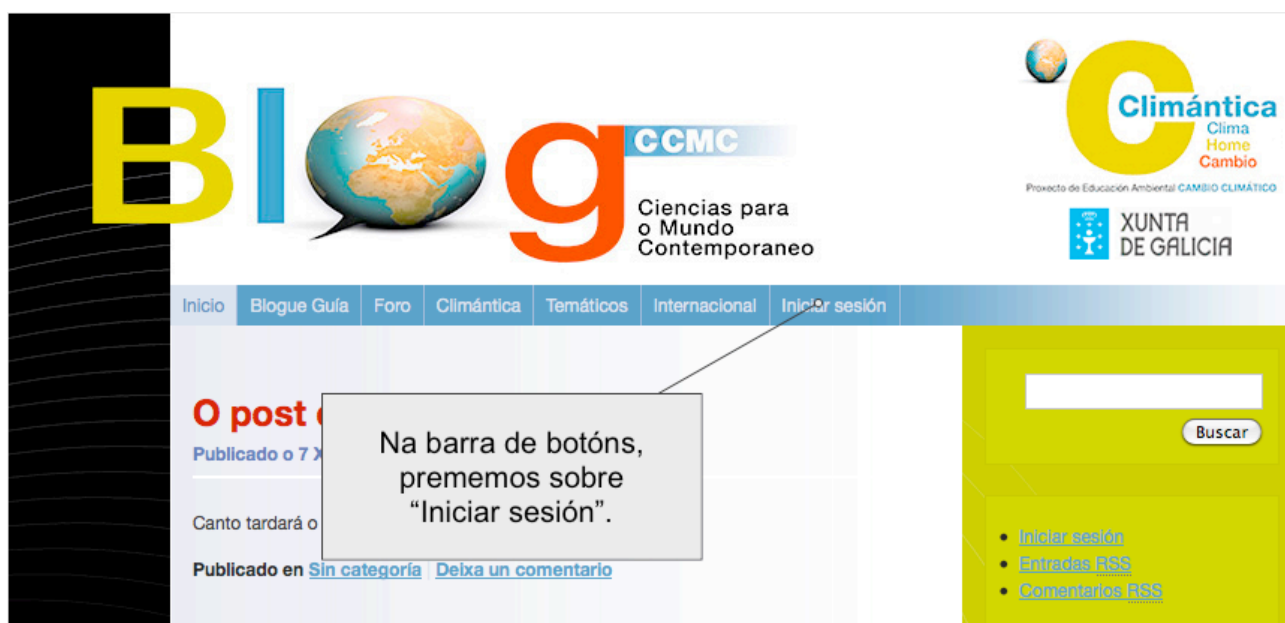 Blog
CCMC
Ciencias para
o Mundo
Contemporaneo
Climántica
Clima
Home
Cambio
Proxecto de Educación Ambiental CAMBIO CLIMÁTICO
XUNTA
DE GALICIA
Inicio Blogue Guía Foro Climántica Temáticos Internacional Iniciar sesión
O post
Publicado o 7 X
Canto tardará o
Publicado en Sin categoría Deixa un comentario
Na barra de botóns,
prememos sobre
“Iniciar sesión”.
Buscar
Iniciar sesión
Entradas RSS
Comentarios RSS